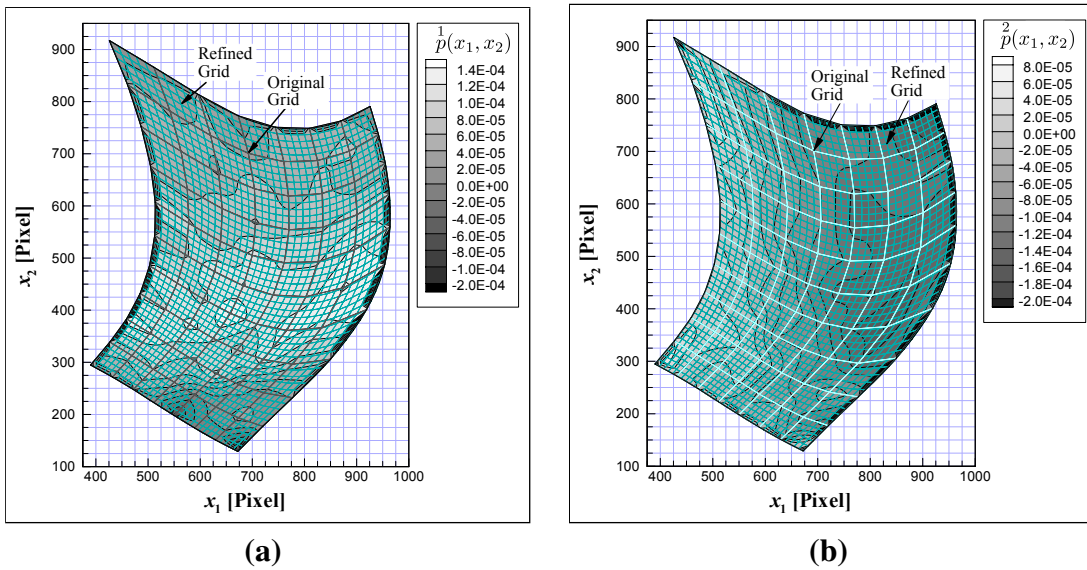 900
800
700
600
500
400
300
200
100
400
500
600
700
800
900
1000
x2 [Pixel]
x1 [Pixel]
Refined
Grid
Original
Grid
1
p(x1, x2)
1.4E-04
1.2E-04
1.0E-04
8.0E-05
6.0E-05
4.0E-05
2.0E-05
0.0E+00
-2.0E-05
-4.0E-05
-6.0E-05
-8.0E-05
-1.0E-04
-2.0E-04
(a)
900
800
700
600
500
400
300
200
100
400
500
600
700
800
900
1000
x2 [Pixel]
x1 [Pixel]
Original
Grid
Refined
Grid
2
p(x1, x2)
8.0E-05
6.0E-05
4.0E-05
2.0E-05
0.0E+00
-2.0E-05
-4.0E-05
-6.0E-05
-8.0E-05
-1.0E-04
-1.2E-04
-1.4E-04
-1.6E-04
-1.8E-04
-2.0E-04
(b)